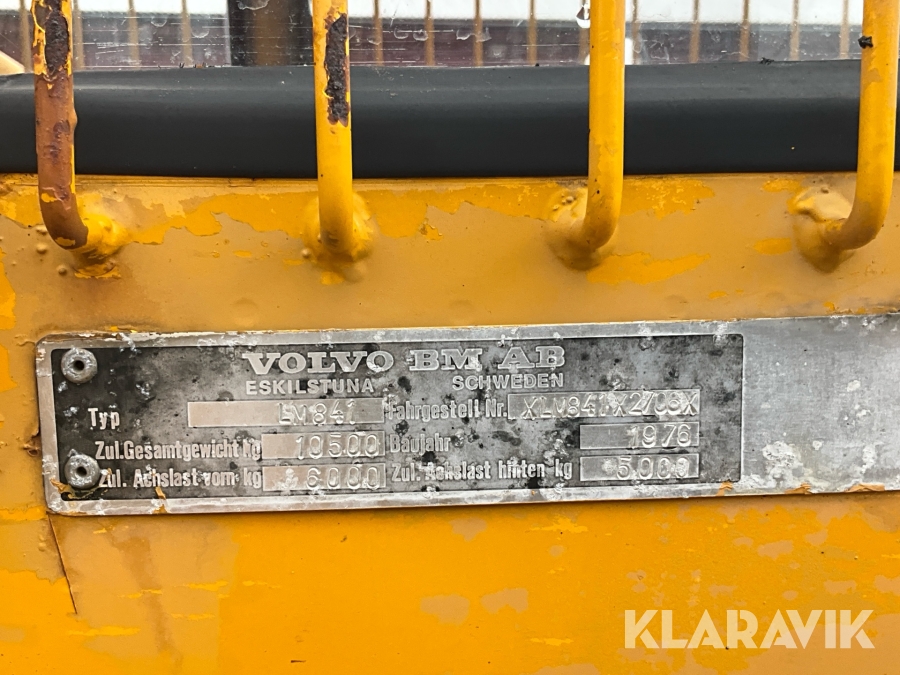 VOLVO BM AB
ESKILSTUNA SCHWEDEN
Typ LM841 Fahrgestell Nr.
Zul. Gesamtgewicht kg 10500 Baujahr 1976
Zul. Achslast vorn kg 6000 Zul. Achslast hinten kg 5000
KLARAVIK